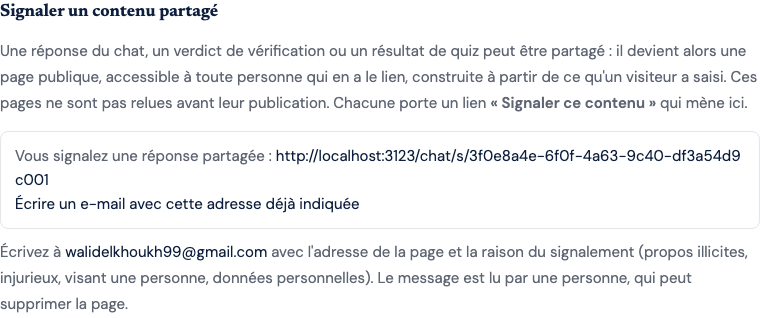 Signaler un contenu partagé
Une réponse du chat, un verdict de vérification ou un résultat de quiz peut être partagé : il devient alors une
page publique, accessible à toute personne qui en a le lien, construite à partir de ce qu'un visiteur a saisi. Ces
pages ne sont pas relues avant leur publication. Chacune porte un lien « Signaler ce contenu » qui mène ici.
Vous signalez une réponse partagée : http://localhost:3123/chat/s/3f0e8a4e-6f0f-4a63-9c40-df3a54d9
c001
Écrire un e-mail avec cette adresse déjà indiquée
Écrivez à walidelkhoukh99@gmail.com avec l'adresse de la page et la raison du signalement (propos illicites,
injurieux, visant une personne, données personnelles). Le message est lu par une personne, qui peut
supprimer la page.